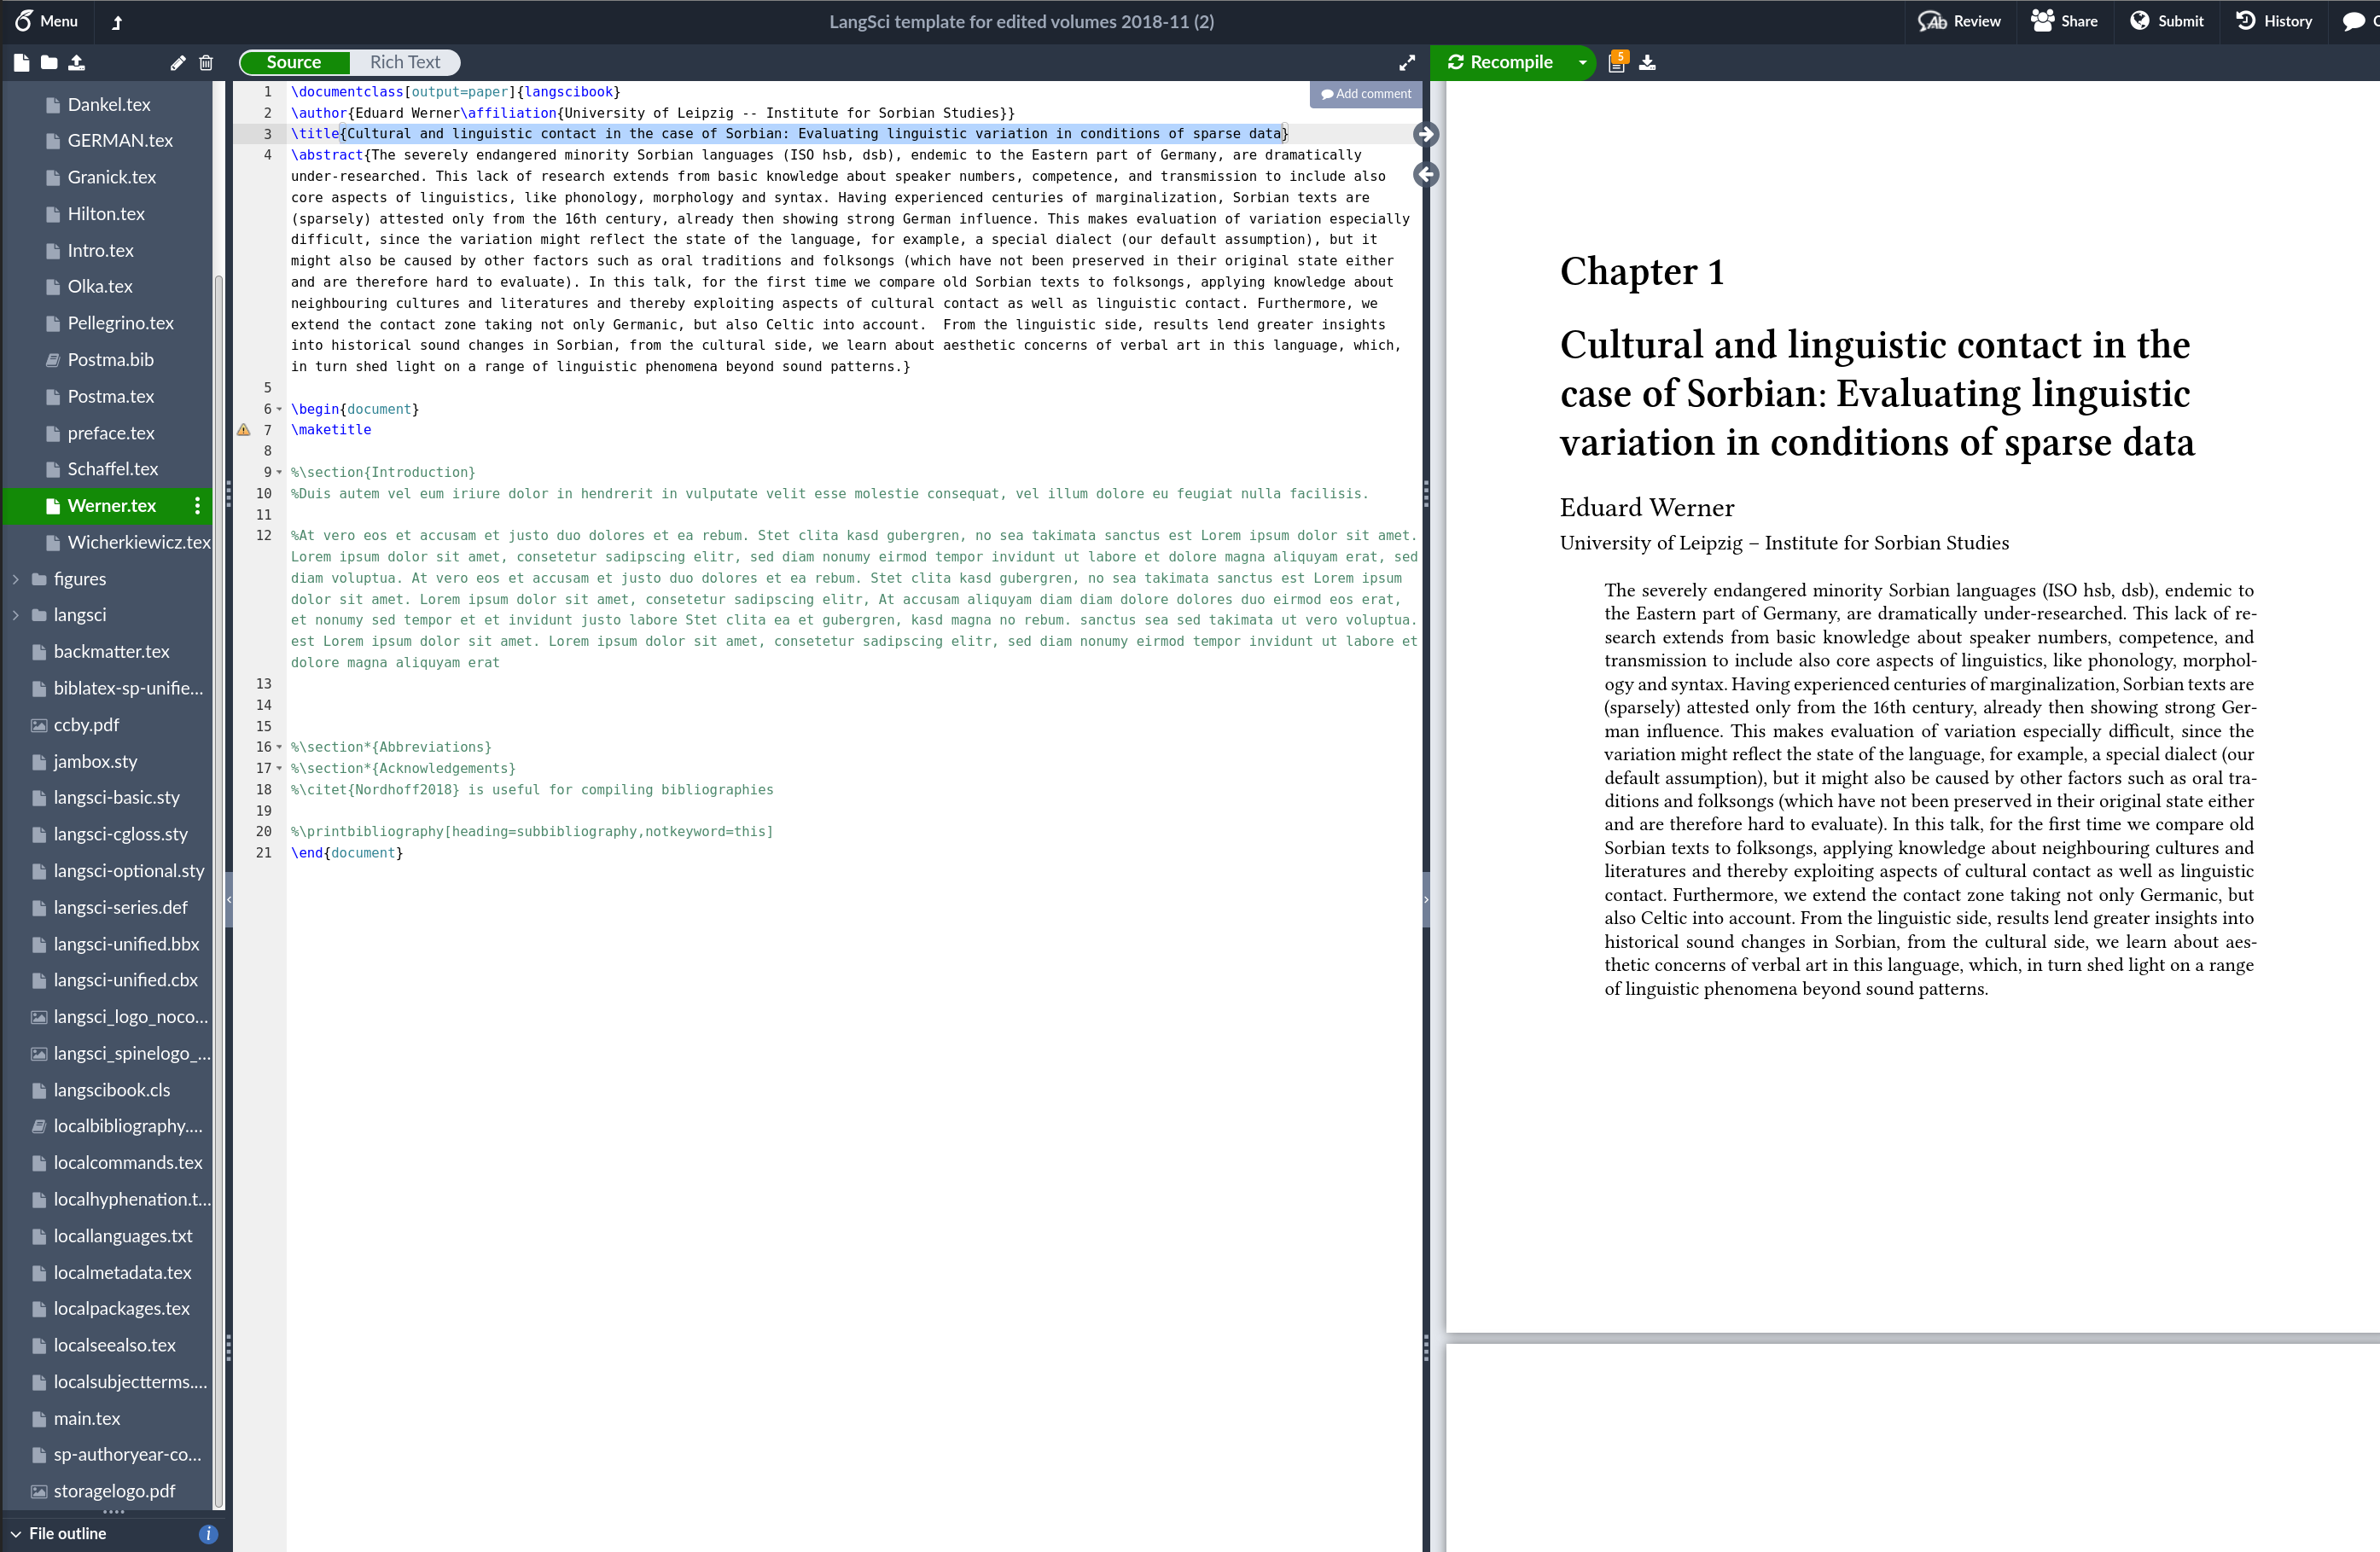 Menu
LangSci template for edited volumes 2018-11 (2)
Review
Share
Submit
History
Source
Rich Text
Recompile
5
Dankel.tex
GERMAN.tex
Granick.tex
Hilton.tex
Intro.tex
Olka.tex
Pellegrino.tex
Postma.bib
Postma.tex
preface.tex
Schaffel.tex
Werner.tex
Wicherkiewicz.tex
figures
langsci
backmatter.tex
biblatex-sp-unifie...
ccby.pdf
jambox.sty
langsci-basic.sty
langsci-cgloss.sty
langsci-optional.sty
langsci-series.def
langsci-unified.bbx
langsci-unified.cbx
langsci_logo_noco...
langsci_spinelogo_...
langscibook.cls
localbibliography....
localcommands.tex
localhyphenation.t...
locallanguages.txt
localmetadata.tex
localpackages.tex
localseealso.tex
localsubjectterms....
main.tex
sp-authoryear-co...
storagelogo.pdf
File outline
Add comment
1 \documentclass[output=paper]{langscibook}
2 \author{Eduard Werner\affiliation{University of Leipzig -- Institute for Sorbian Studies}}
3 \title{Cultural and linguistic contact in the case of Sorbian: Evaluating linguistic variation in conditions of sparse data}
4 \abstract{The severely endangered minority Sorbian languages (ISO hsb, dsb), endemic to the Eastern part of Germany, are dramatically
under-researched. This lack of research extends from basic knowledge about speaker numbers, competence, and transmission to include also
core aspects of linguistics, like phonology, morphology and syntax. Having experienced centuries of marginalization, Sorbian texts are
(sparsely) attested only from the 16th century, already then showing strong German influence. This makes evaluation of variation especially
difficult, since the variation might reflect the state of the language, for example, a special dialect (our default assumption), but it
might also be caused by other factors such as oral traditions and folksongs (which have not been preserved in their original state either
and are therefore hard to evaluate). In this talk, for the first time we compare old Sorbian texts to folksongs, applying knowledge about
neighbouring cultures and literatures and thereby exploiting aspects of cultural contact as well as linguistic contact. Furthermore, we
extend the contact zone taking not only Germanic, but also Celtic into account.  From the linguistic side, results lend greater insights
into historical sound changes in Sorbian, from the cultural side, we learn about aesthetic concerns of verbal art in this language, which,
in turn shed light on a range of linguistic phenomena beyond sound patterns.}
5
6 \begin{document}
7 \maketitle
8
9 %\section{Introduction}
10 %Duis autem vel eum iriure dolor in hendrerit in vulputate velit esse molestie consequat, vel illum dolore eu feugiat nulla facilisis.
11
12 %At vero eos et accusam et justo duo dolores et ea rebum. Stet clita kasd gubergren, no sea takimata sanctus est Lorem ipsum dolor sit amet.
Lorem ipsum dolor sit amet, consetetur sadipscing elitr, sed diam nonumy eirmod tempor invidunt ut labore et dolore magna aliquyam erat, sed
diam voluptua. At vero eos et accusam et justo duo dolores et ea rebum. Stet clita kasd gubergren, no sea takimata sanctus est Lorem ipsum
dolor sit amet. Lorem ipsum dolor sit amet, consetetur sadipscing elitr, At accusam aliquyam diam diam dolore dolores duo eirmod eos erat,
et nonumy sed tempor et et invidunt justo labore Stet clita ea et gubergren, kasd magna no rebum. sanctus sea sed takimata ut vero voluptua.
est Lorem ipsum dolor sit amet. Lorem ipsum dolor sit amet, consetetur sadipscing elitr, sed diam nonumy eirmod tempor invidunt ut labore et
dolore magna aliquyam erat
13
14
15
16 %\section*{Abbreviations}
17 %\section*{Acknowledgements}
18 %\citet{Nordhoff2018} is useful for compiling bibliographies
19
20 %\printbibliography[heading=subbibliography,notkeyword=this]
21 \end{document}
Chapter 1
Cultural and linguistic contact in the
case of Sorbian: Evaluating linguistic
variation in conditions of sparse data
Eduard Werner
University of Leipzig – Institute for Sorbian Studies
The severely endangered minority Sorbian languages (ISO hsb, dsb), endemic to
the Eastern part of Germany, are dramatically under-researched. This lack of re-
search extends from basic knowledge about speaker numbers, competence, and
transmission to include also core aspects of linguistics, like phonology, morphol-
ogy and syntax. Having experienced centuries of marginalization, Sorbian texts are
(sparsely) attested only from the 16th century, already then showing strong Ger-
man influence. This makes evaluation of variation especially difficult, since the
variation might reflect the state of the language, for example, a special dialect (our
default assumption), but it might also be caused by other factors such as oral tra-
ditions and folksongs (which have not been preserved in their original state either
and are therefore hard to evaluate). In this talk, for the first time we compare old
Sorbian texts to folksongs, applying knowledge about neighbouring cultures and
literatures and thereby exploiting aspects of cultural contact as well as linguistic
contact. Furthermore, we extend the contact zone taking not only Germanic, but
also Celtic into account. From the linguistic side, results lend greater insights into
historical sound changes in Sorbian, from the cultural side, we learn about aes-
thetic concerns of verbal art in this language, which, in turn shed light on a range
of linguistic phenomena beyond sound patterns.